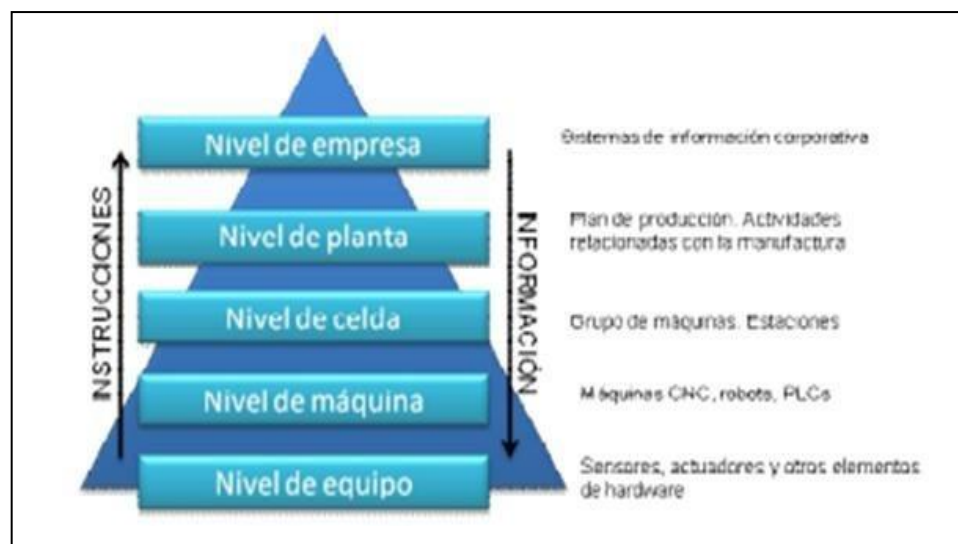 Nivel de empresa
Sistemas de información corporativa
INSTRUCCIONES
INFORMACIÓN
Nivel de planta
Plan de producción. Actividades
relacionadas con la manufactura
Nivel de celda
Grupo de máquinas. Estaciones
Nivel de máquina
Máquinas CNC, robots, PLCs
Nivel de equipo
Sensores, actuadores y otros elementos
de hardware